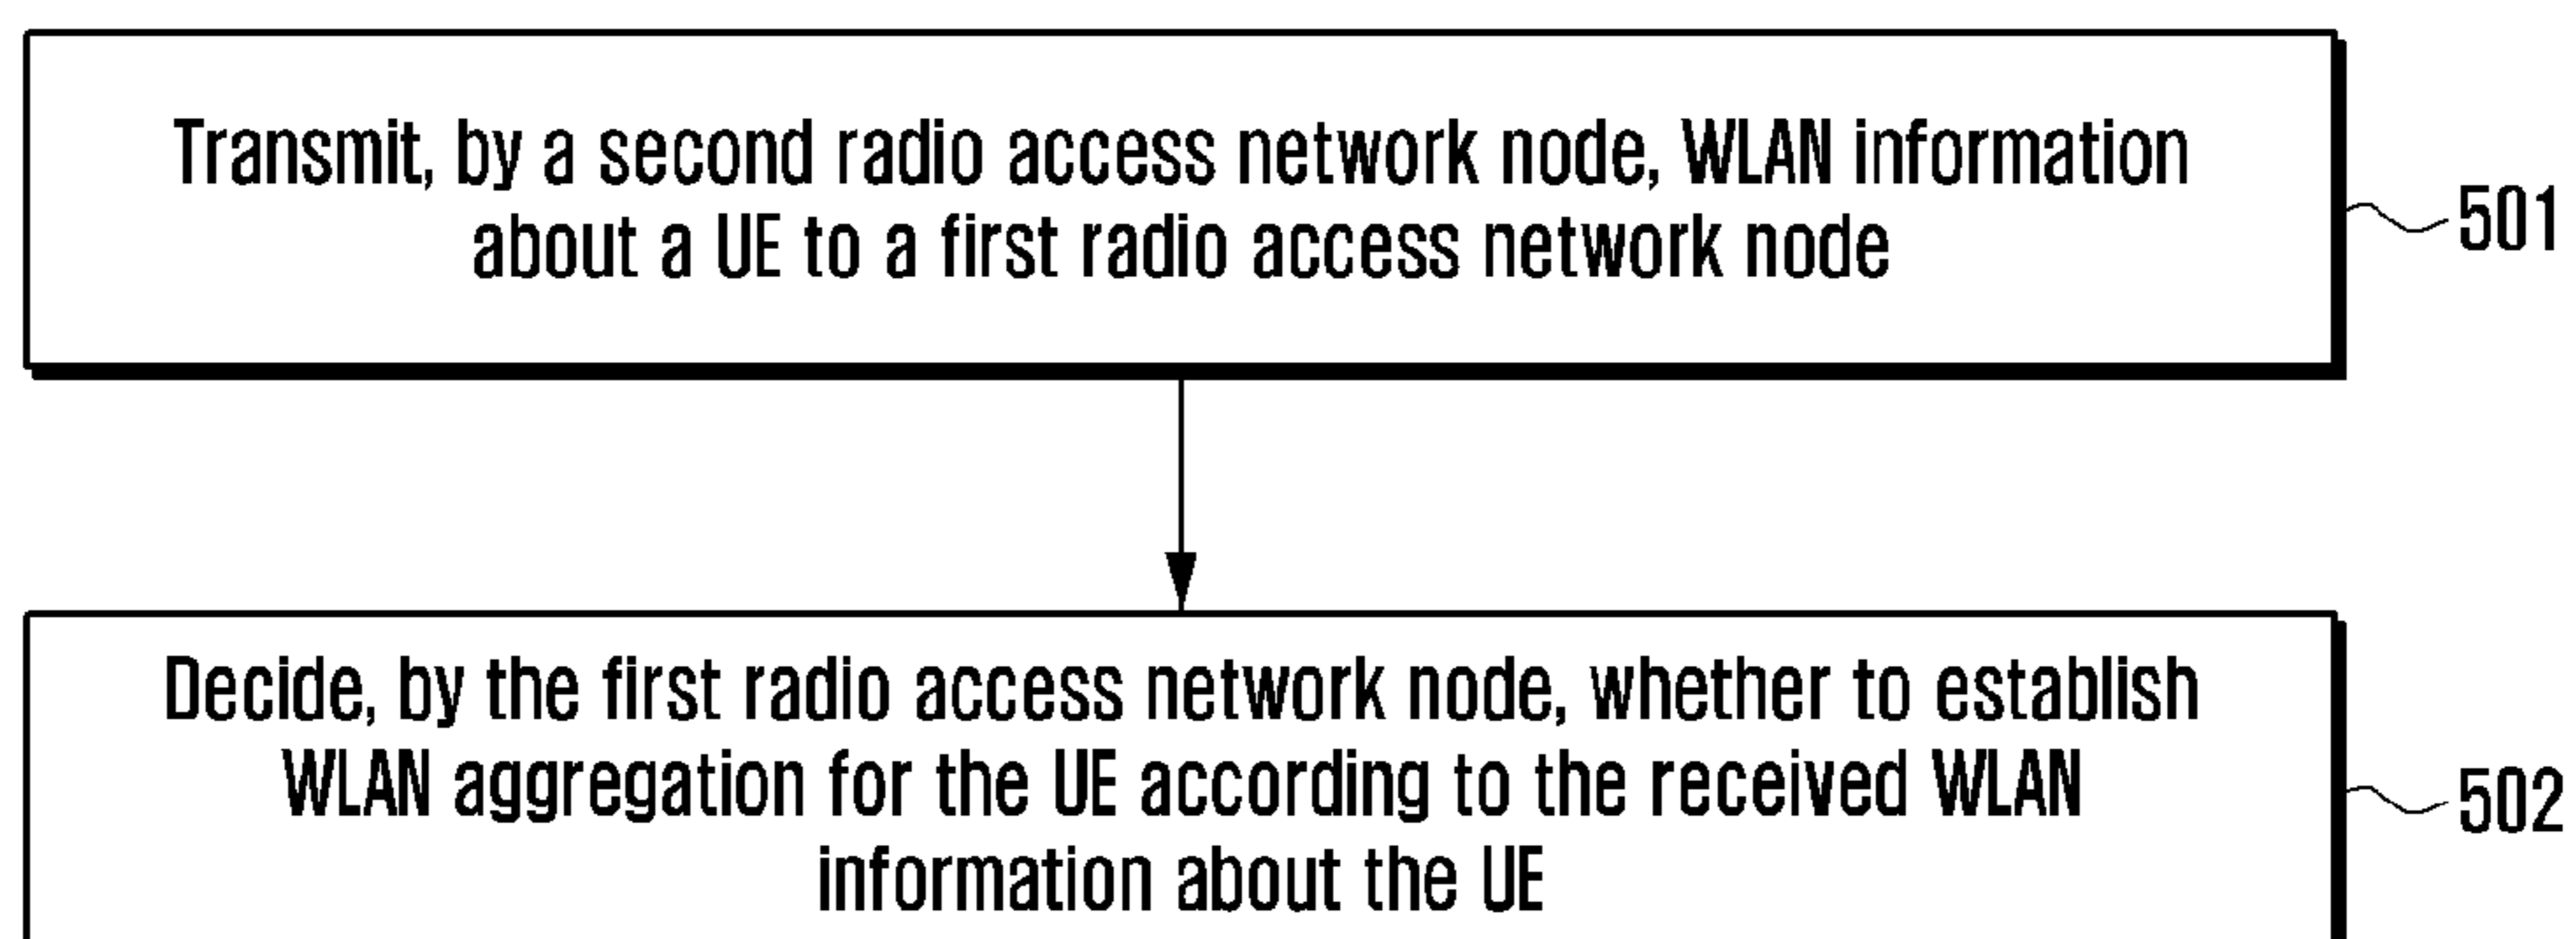 Transmit, by a second radio access network node, WLAN information
about a UE to a first radio access network node
501
Decide, by the first radio access network node, whether to establish
WLAN aggregation for the UE according to the received WLAN
information about the UE
502